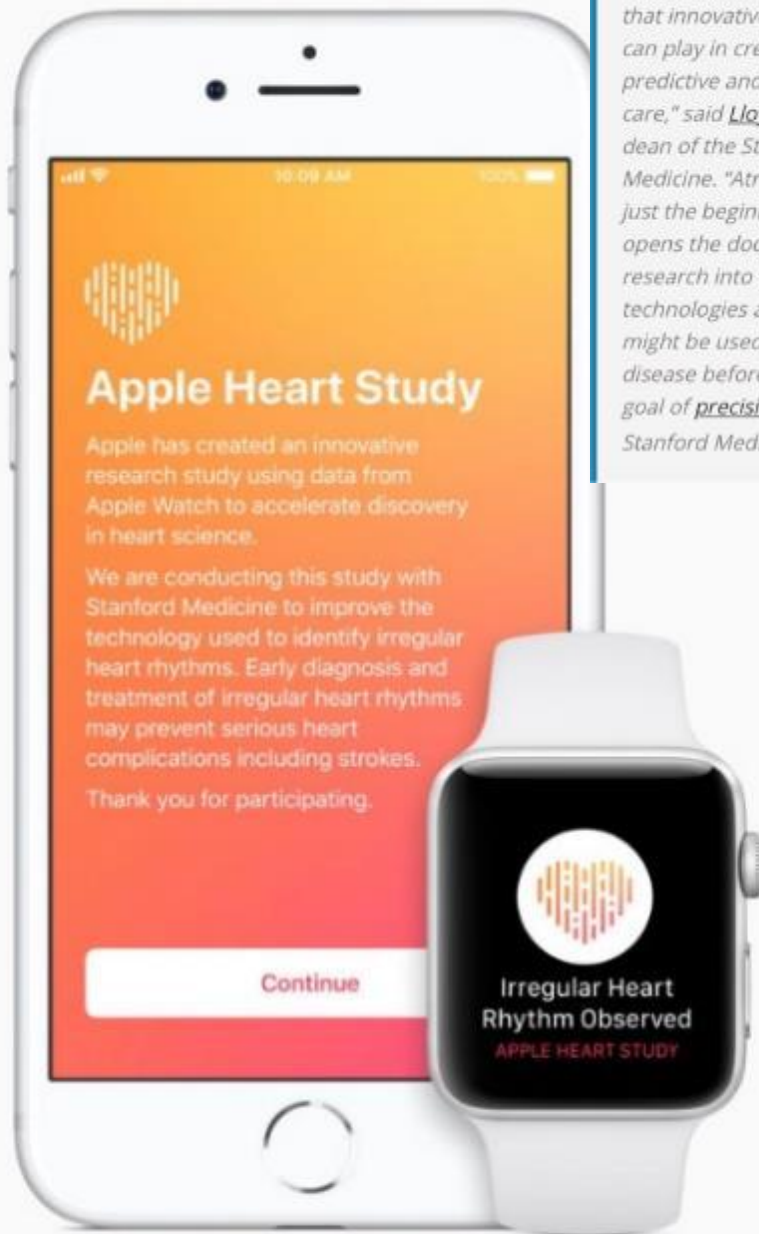 that innovative
can play in cre
predictive and
care," said Llo
dean of the St
Medicine. "Atr
just the begin
opens the doo
research into
technologies a
might be used
disease before
goal of precisi
Stanford Medi
10:09 AM 100%
Apple Heart Study
Apple has created an innovative
research study using data from
Apple Watch to accelerate discovery
in heart science.
We are conducting this study with
Stanford Medicine to improve the
technology used to identify irregular
heart rhythms. Early diagnosis and
treatment of irregular heart rhythms
may prevent serious heart
complications including strokes.
Thank you for participating.
Continue
Irregular Heart
Rhythm Observed
APPLE HEART STUDY